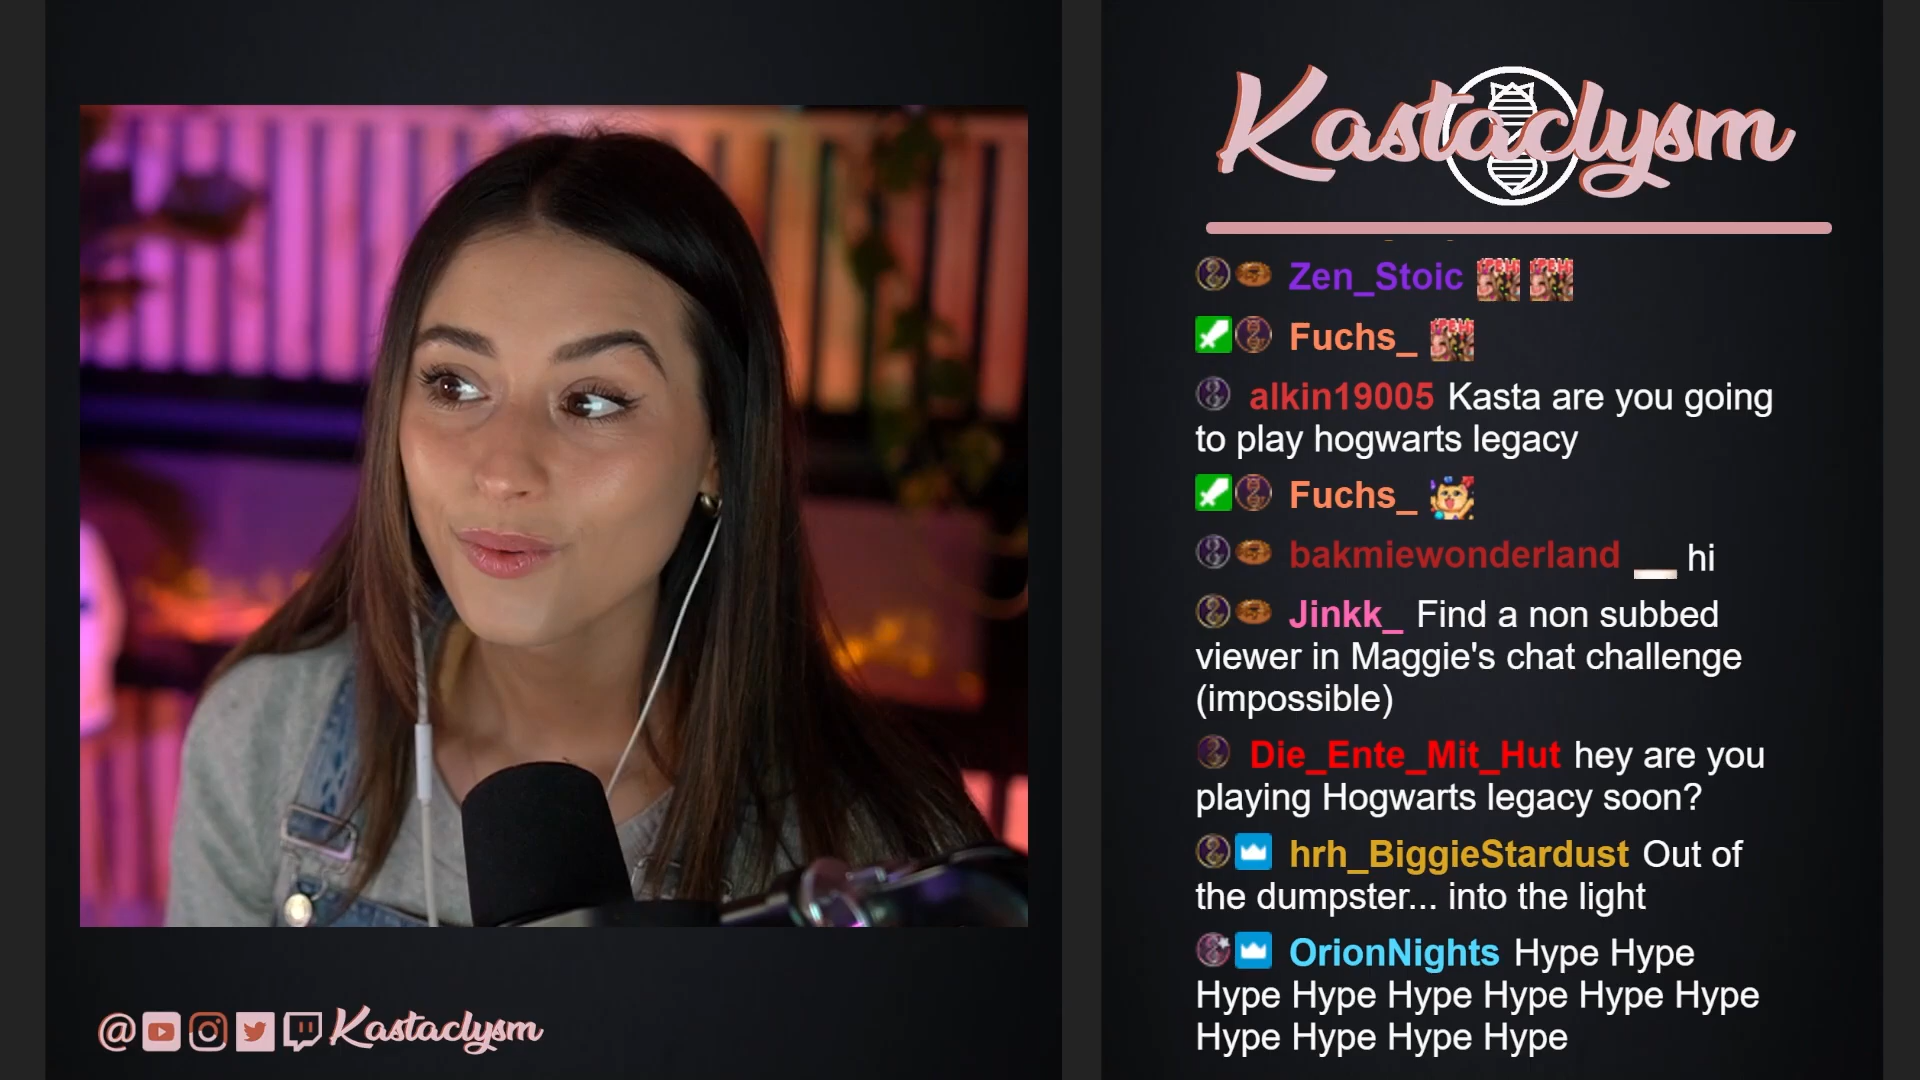 Kastaclysm
Zen_Stoic
Fuchs_
alkin19005 Kasta are you going
to play hogwarts legacy
Fuchs_
bakmiewonderland hi
Jinkk_ Find a non subbed
viewer in Maggie's chat challenge
(impossible)
Die_Ente_Mit_Hut hey are you
playing Hogwarts legacy soon?
hrh_BiggieStardust Out of
the dumpster... into the light
OrionNights Hype Hype
Hype Hype Hype Hype Hype Hype
Hype Hype Hype Hype
@ Kastaclysm